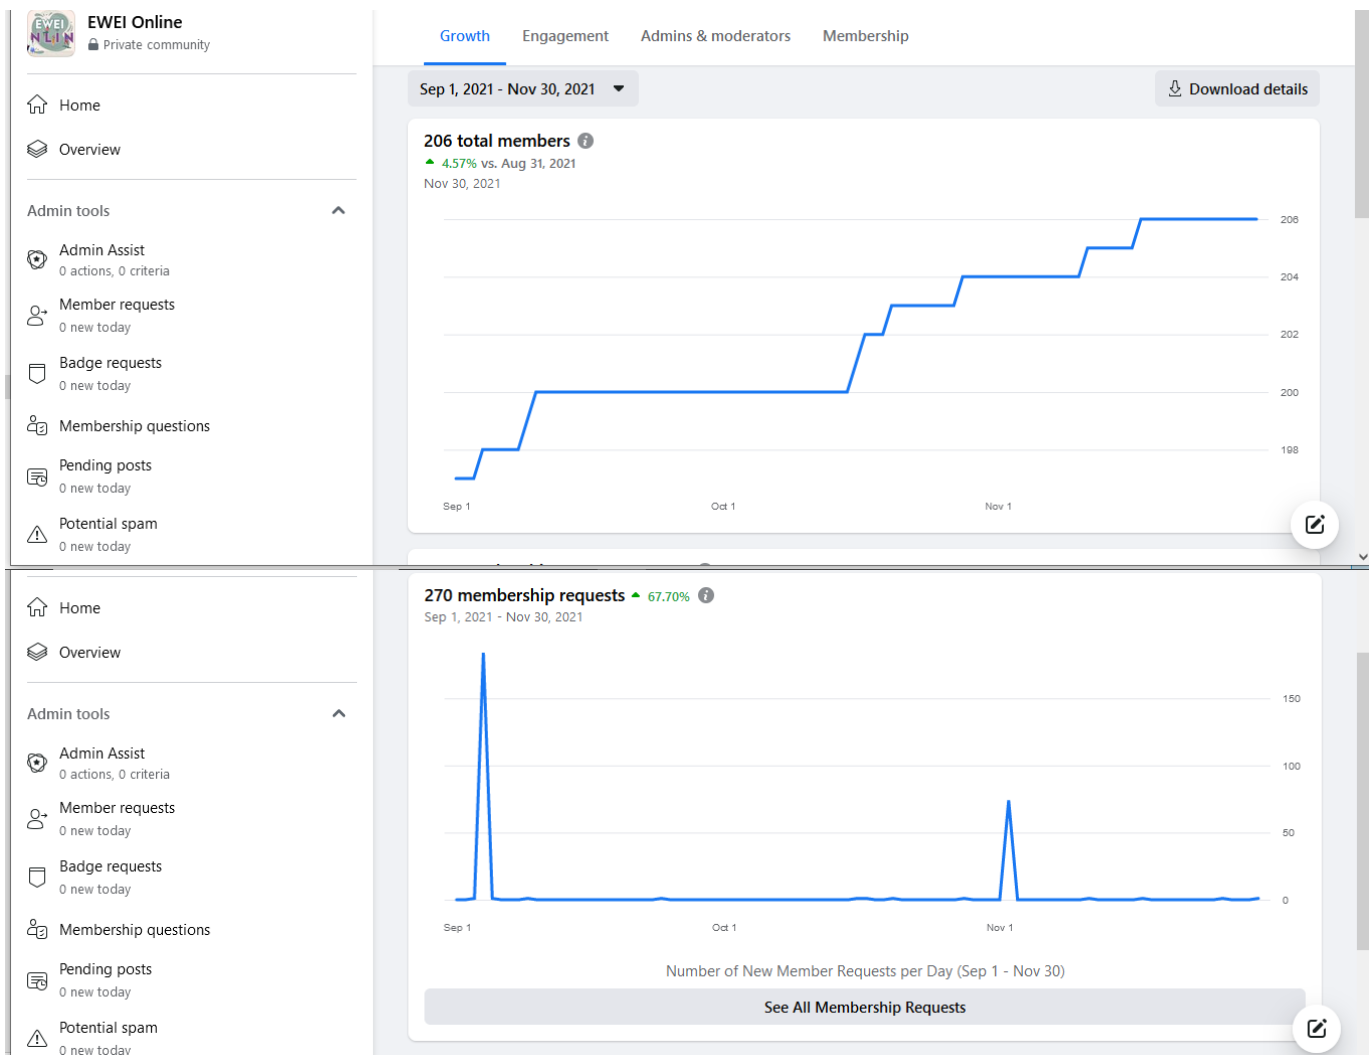 EWEI Online
Private community
Home
Overview
Admin tools
Admin Assist
0 actions, 0 criteria
Member requests
0 new today
Badge requests
0 new today
Membership questions
Pending posts
0 new today
Potential spam
0 new today
Growth Engagement Admins & moderators Membership
Sep 1, 2021 - Nov 30, 2021
Download details
206 total members
4.57% vs. Aug 31, 2021
Nov 30, 2021
206
204
202
200
198
Sep 1 Oct 1 Nov 1
Home
Overview
Admin tools
Admin Assist
0 actions, 0 criteria
Member requests
0 new today
Badge requests
0 new today
Membership questions
Pending posts
0 new today
Potential spam
0 new today
270 membership requests 67.70%
Sep 1, 2021 - Nov 30, 2021
150
100
50
0
Sep 1 Oct 1 Nov 1
Number of New Member Requests per Day (Sep 1 - Nov 30)
See All Membership Requests